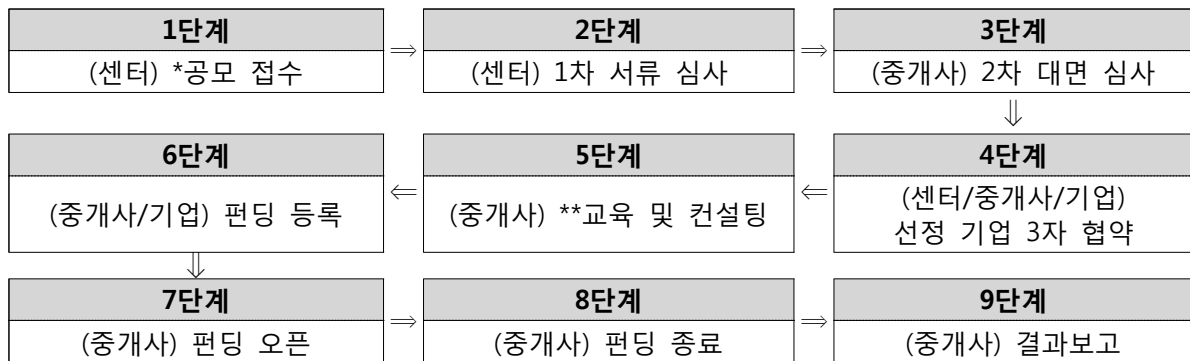 1단계
(센터) *공모 접수
⇒
2단계
(센터) 1차 서류 심사
⇒
3단계
(중개사) 2차 대면 심사
⇓
4단계
(센터/중개사/기업)
선정 기업 3자 협약
⇐
5단계
(중개사) **교육 및 컨설팅
⇐
6단계
(중개사/기업) 펀딩 등록
⇓
7단계
(중개사) 펀딩 오픈
⇒
8단계
(중개사) 펀딩 종료
⇒
9단계
(중개사) 결과보고